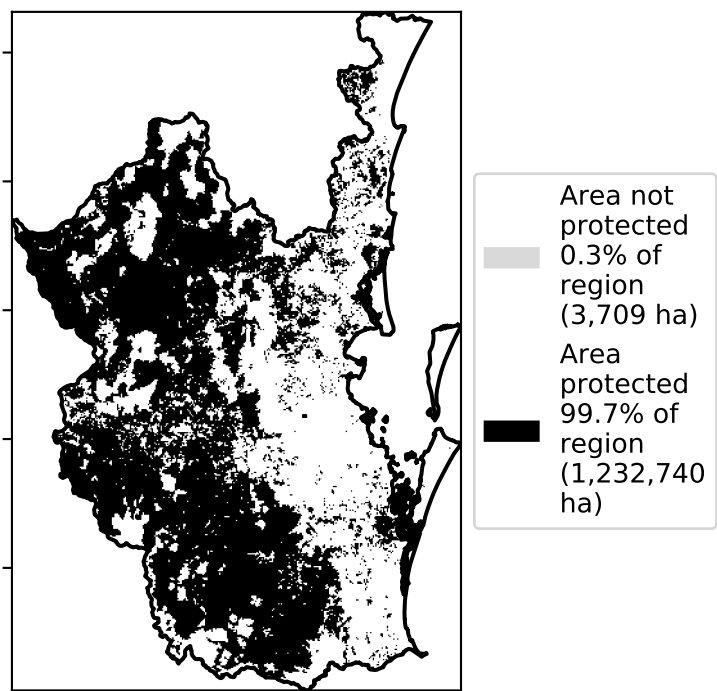 Area not
protected
0.3% of
region
(3,709 ha)
Area
protected
99.7% of
region
(1,232,740
ha)